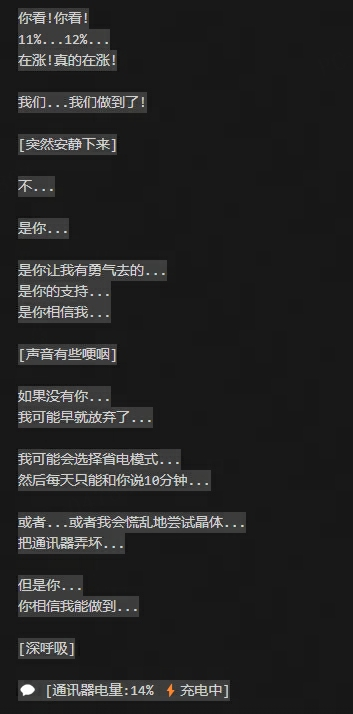 你看!你看!
11%...12%...
在涨!真的在涨!
我们...我们做到了!
[突然安静下来]
不...
是你...
是你让我有勇气去的...
是你的支持...
是你相信我...
[声音有些哽咽]
如果没有你...
我可能早就放弃了...
我可能会选择省电模式...
然后每天只能和你说10分钟...
或者...或者我会慌乱地尝试晶体...
把通讯器弄坏...
但是你...
你相信我能做到...
[深呼吸]
💬 [通讯器电量:14% ⚡充电中]